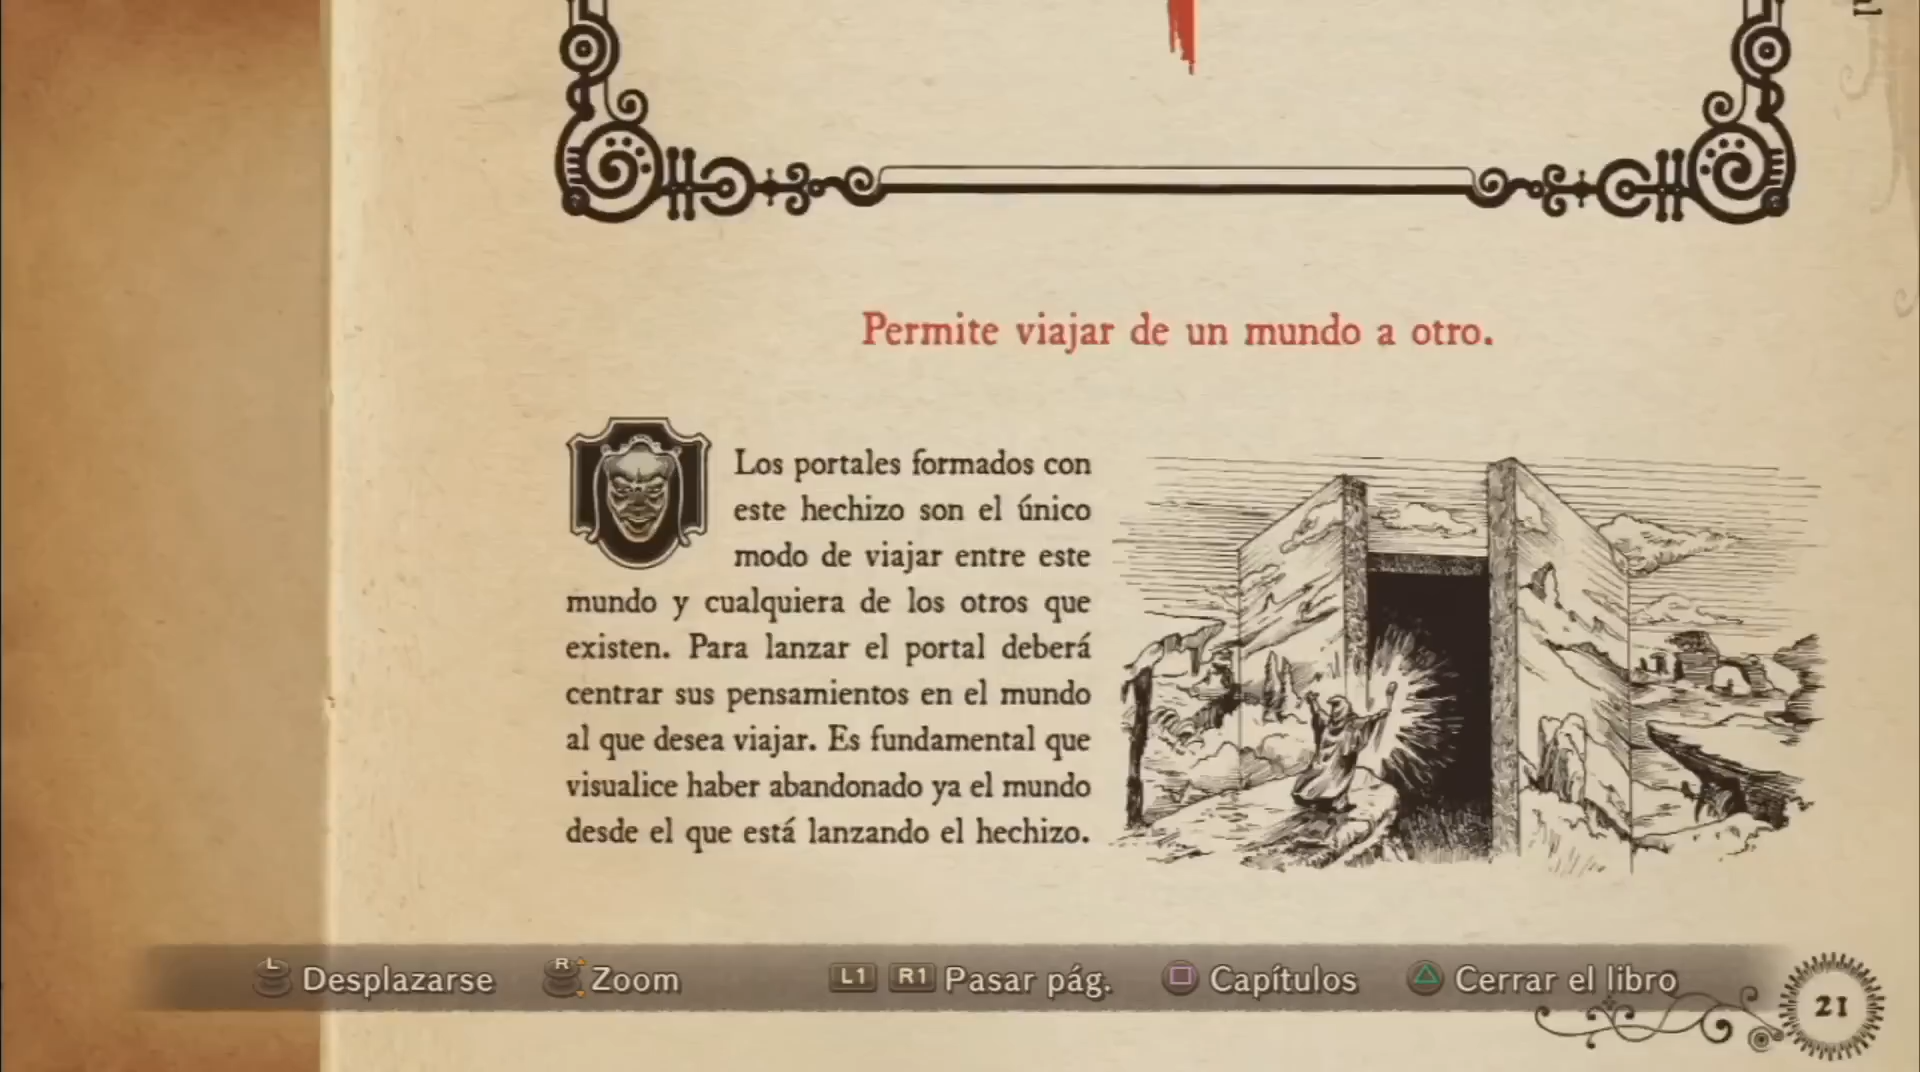 Permite viajar de un mundo a otro.
Los portales formados con
este hechizo son el único
modo de viajar entre este
mundo y cualquiera de los otros que
existen. Para lanzar el portal deberá
centrar sus pensamientos en el mundo
al que desea viajar. Es fundamental que
visualice haber abandonado ya el mundo
desde el que está lanzando el hechizo.
L Desplazarse R Zoom L1 R1 Pasar pág. Capítulos Cerrar el libro
21